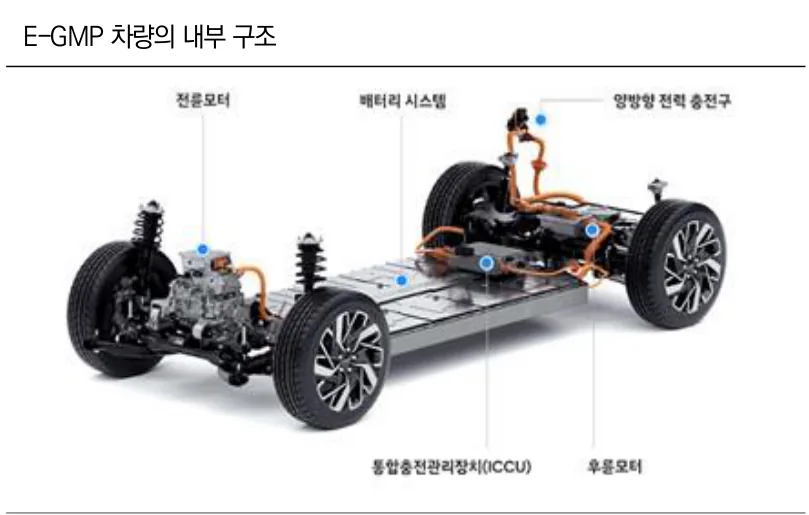 E-GMP 차량의 내부 구조
전륜모터
배터리 시스템
양방향 전력 충전구
통합충전관리장치(ICCU)
후륜모터